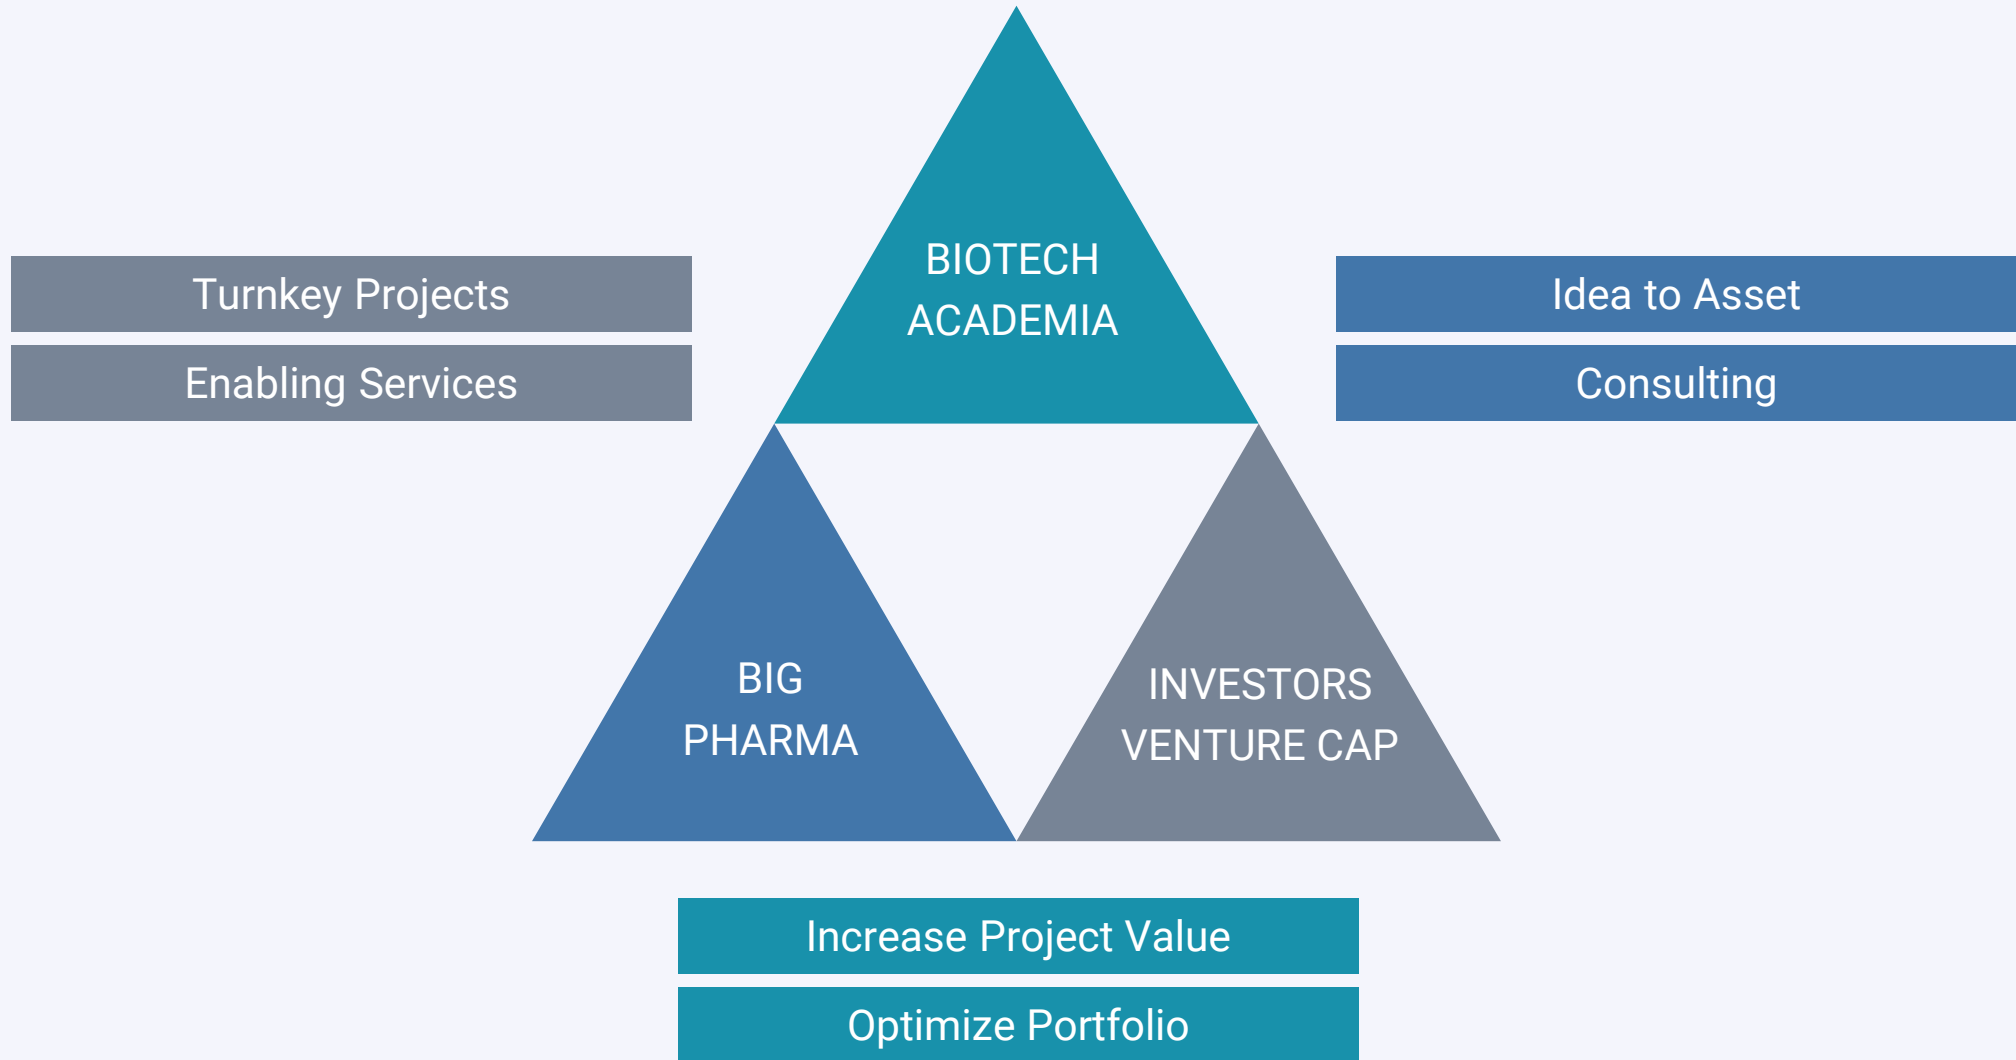 BIOTECH
ACADEMIA
Turnkey Projects
Enabling Services
Idea to Asset
Consulting
BIG
PHARMA
INVESTORS
VENTURE CAP
Increase Project Value
Optimize Portfolio